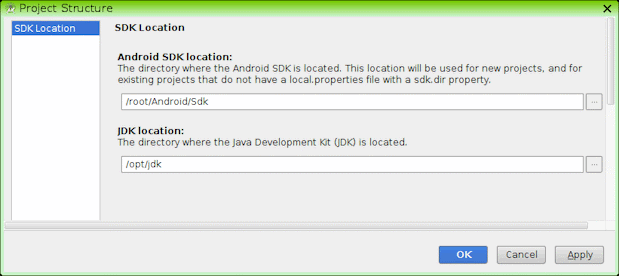 Project Structure
SDK Location
SDK Location
Android SDK location:
The directory where the Android SDK is located. This location will be used for new projects, and for
existing projects that do not have a local.properties file with a sdk.dir property.
/root/Android/Sdk
...
JDK location:
The directory where the Java Development Kit (JDK) is located.
/opt/jdk
...
OK
Cancel
Apply